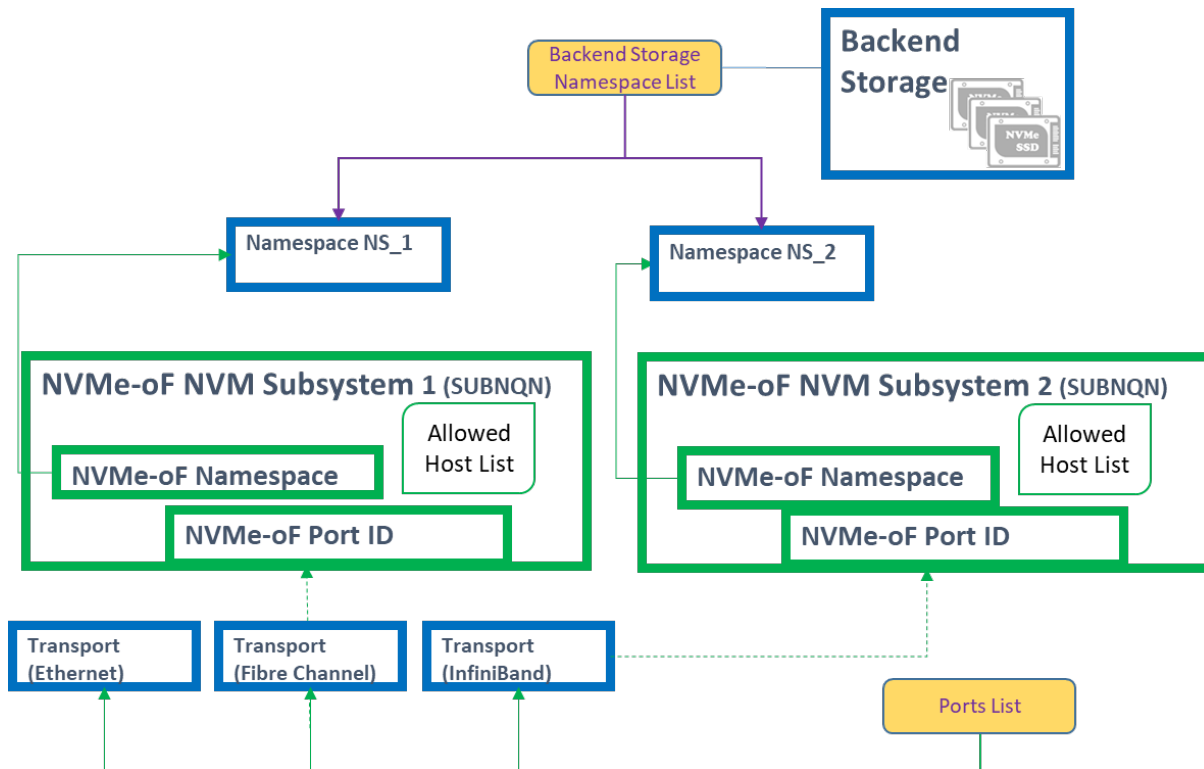 Backend Storage
Namespace List
Backend
Storage
NVMe
NVM
NVMe
SSD
Namespace NS_1
Namespace NS_2
NVMe-oF NVM Subsystem 1 (SUBNQN)
Allowed
Host List
NVMe-oF Namespace
NVMe-oF Port ID
NVMe-oF NVM Subsystem 2 (SUBNQN)
Allowed
Host List
NVMe-oF Namespace
NVMe-oF Port ID
Transport
(Ethernet)
Transport
(Fibre Channel)
Transport
(InfiniBand)
Ports List